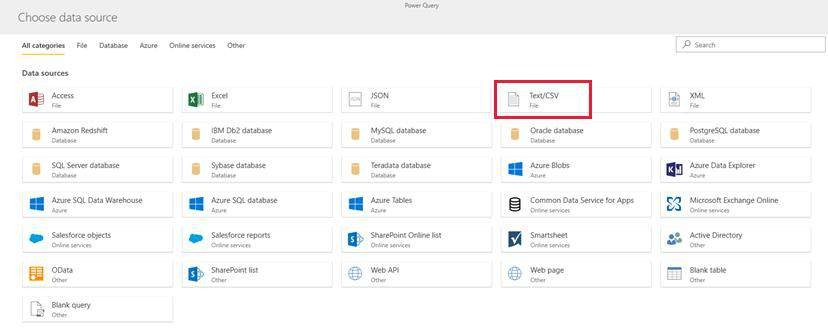 Power Query
Choose data source
All categories File Database Azure Online services Other
Search
Data sources
Access Excel JSON Text/CSV XML
File File JSON File File File
Amazon Redshift IBM Db2 database MySQL database Oracle database PostgreSQL database
Database Database Database Database Database
SQL Server database Sybase database Teradata database Azure Blobs Azure Data Explorer
Database Database Database Azure Azure
Azure SQL Data Warehouse Azure SQL database Azure Tables Common Data Service for Apps Microsoft Exchange Online
Azure Azure Azure Online services Online services
Salesforce objects Salesforce reports SharePoint Online list Smartsheet Active Directory
Online services Online services Online services Online services Other
OData SharePoint list Web API Web page Blank table
Other Other Other Other Other
Blank query
Other